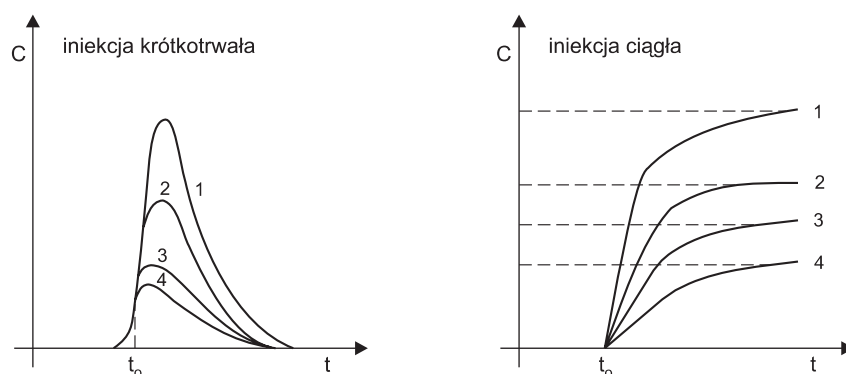 iniekcja krótkotrwała
C
1
2
3
4
t₀
t
iniekcja ciągła
C
1
2
3
4
t₀
t